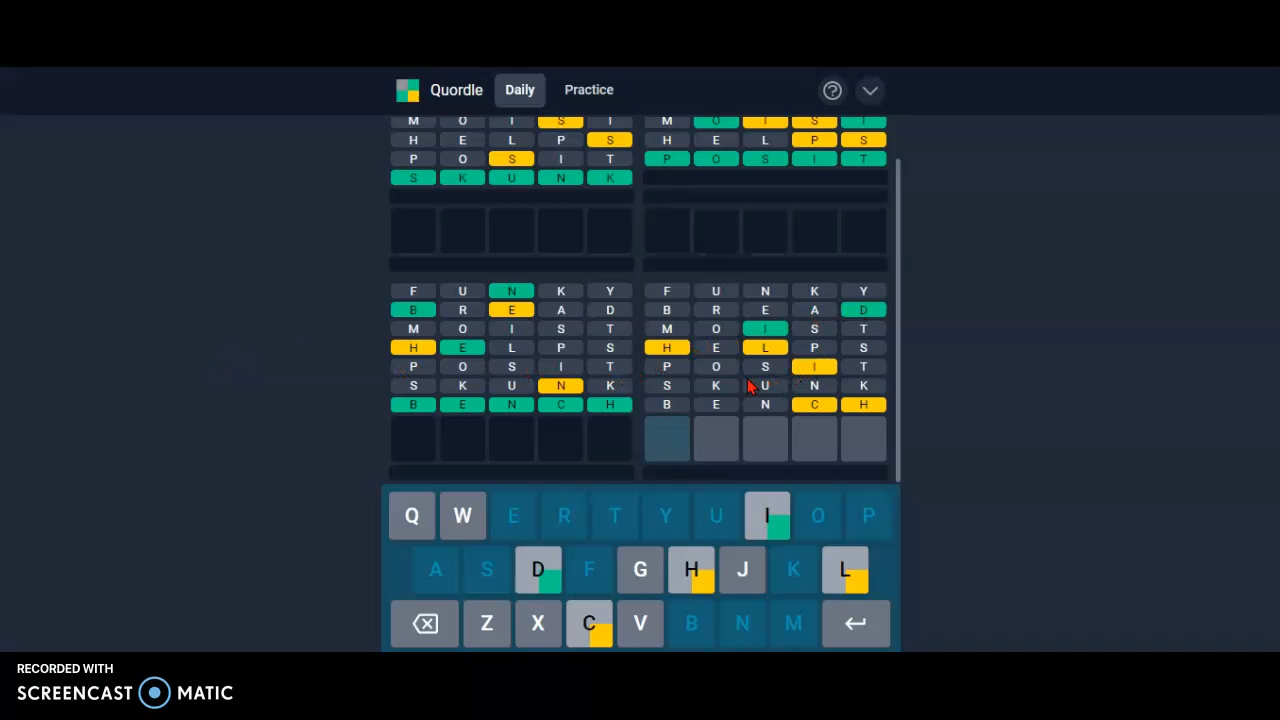 Quordle Daily Practice
M O I S T M O I S T
H E L P S H E L P S
P O S I T P O S I T
S K U N K
F U N K Y F U N K Y
B R E A D B R E A D
M O I S T M O I S T
H E L P S H E L P S
P O S I T P O S I T
S K U N K S K U N K
B E N C H B E N C H
Q W E R T Y U I O P
A S D F G H J K L
Z X C V B N M
RECORDED WITH
SCREENCAST MATIC